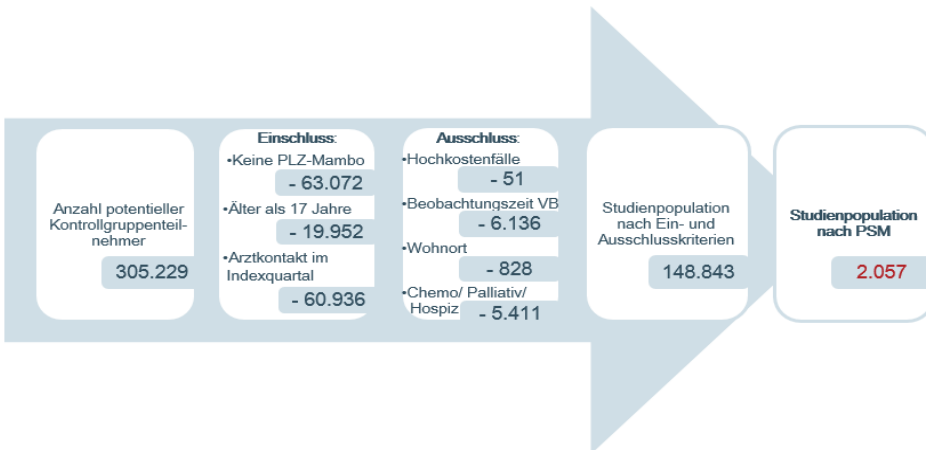 Anzahl potentieller
Kontrollgruppenteil-
nehmer
305.229
Einschluss:
•Keine PLZ-Mambo
- 63.072
•Älter als 17 Jahre
- 19.952
•Arztkontakt im
Indexquartal
- 60.936
Ausschluss:
•Hochkostenfälle
- 51
•Beobachtungszeit VB
- 6.136
•Wohnort
- 828
•Chemo/ Palliativ/
Hospiz
- 5.411
Studienpopulation
nach Ein- und
Ausschlusskriterien
148.843
Studienpopulation
nach PSM
2.057